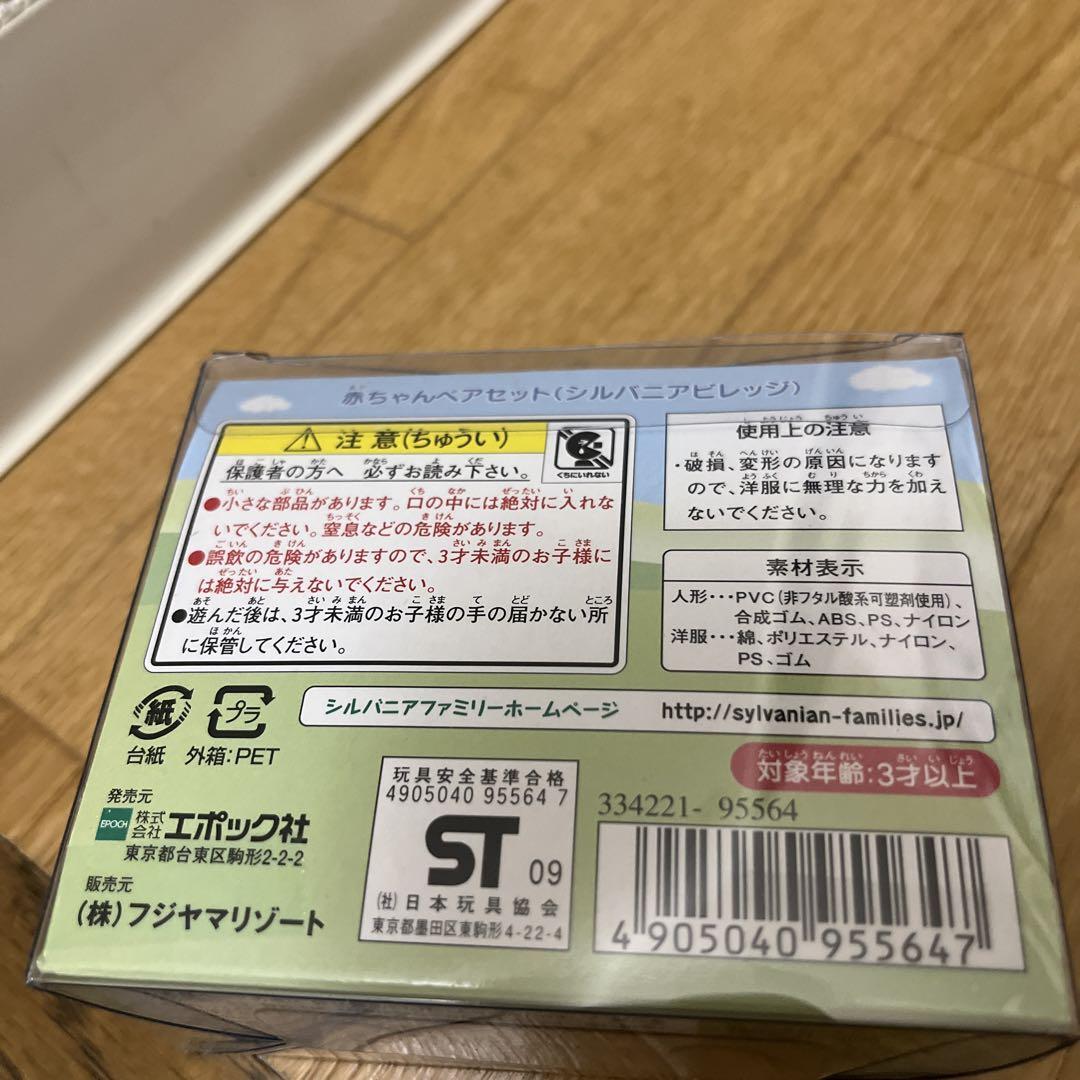 赤ちゃんペアセット(シルバニアビレッジ)
注意(ちゅうい)
保護者の方へ 必ずお読み下さい。
くちにいれない
●小さな部品があります。口の中には絶対に入れな
いでください。窒息などの危険があります。
●誤飲の危険がありますので、3才未満のお子様に
は絶対に与えないでください。
●遊んだ後は、3才未満のお子様の手の届かない所
に保管してください。
使用上の注意
・破損、変形の原因になります
ので、洋服に無理な力を加え
ないでください。
素材表示
人形・・・PVC(非フタル酸系可塑剤使用)、
合成ゴム、ABS、PS、ナイロン
洋服・・・綿、ポリエステル、ナイロン、
PS、ゴム
紙
台紙
プラ
外箱:PET
シルバニアファミリーホームページ http://sylvanian-families.jp/
対象年齢:3才以上
発売元
EPOCH 株式会社 エポック社
東京都台東区駒形2-2-2
販売元
(株)フジヤマリゾート
玩具安全基準合格
4905040 95564 7
ST 09
(社)日本玩具協会
東京都墨田区東駒形4-22-4
334221- 95564
4 905040 955647